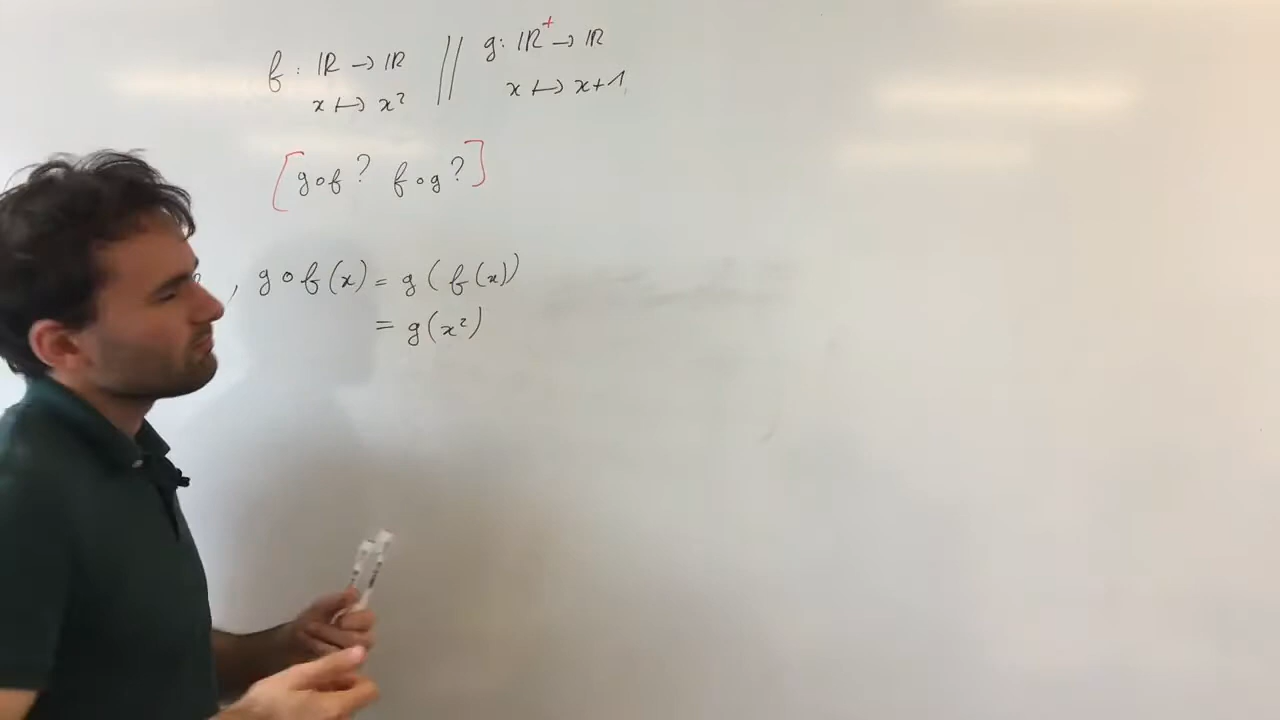 f : ℝ → ℝ // g : ℝ⁺ → ℝ
x ↦ x² x ↦ x+1
[g∘f ? f∘g ?]
, g∘f(x) = g(f(x))
= g(x²)